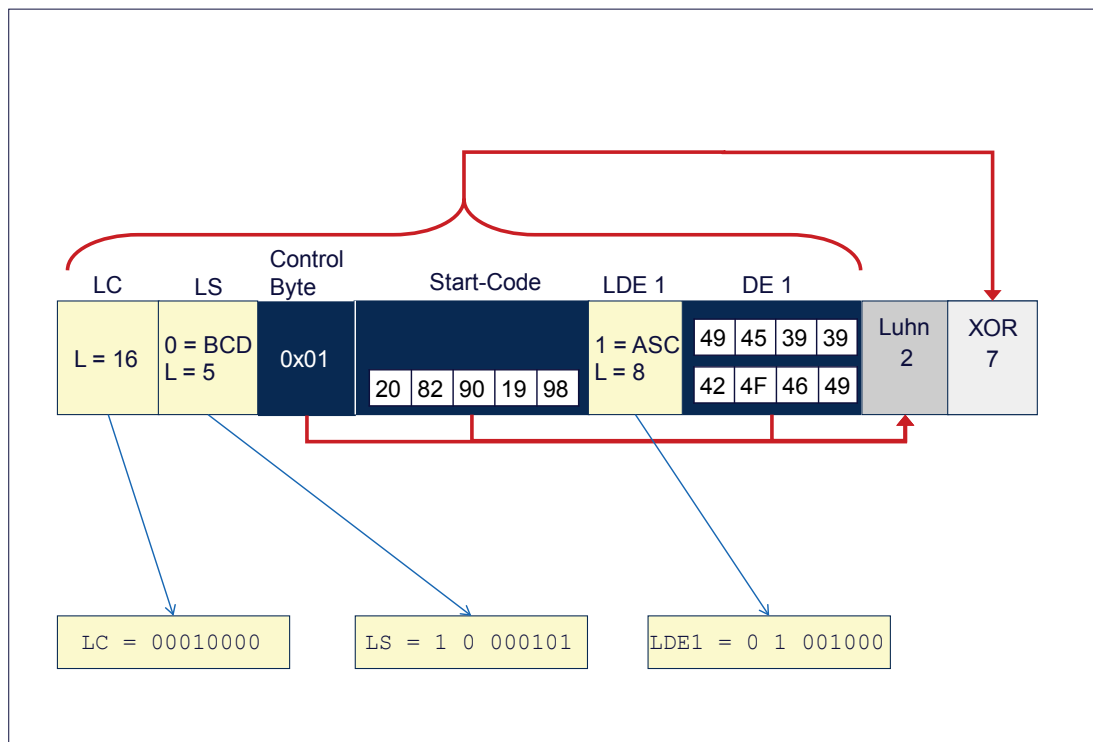 Control
Byte
LC
LS
Start-Code
LDE 1
DE 1
L = 16
0 = BCD
L = 5
0x01
20 82 90 19 98
1 = ASC
L = 8
49 45 39 39
42 4F 46 49
Luhn
2
XOR
7
LC = 00010000
LS = 1 0 000101
LDE1 = 0 1 001000